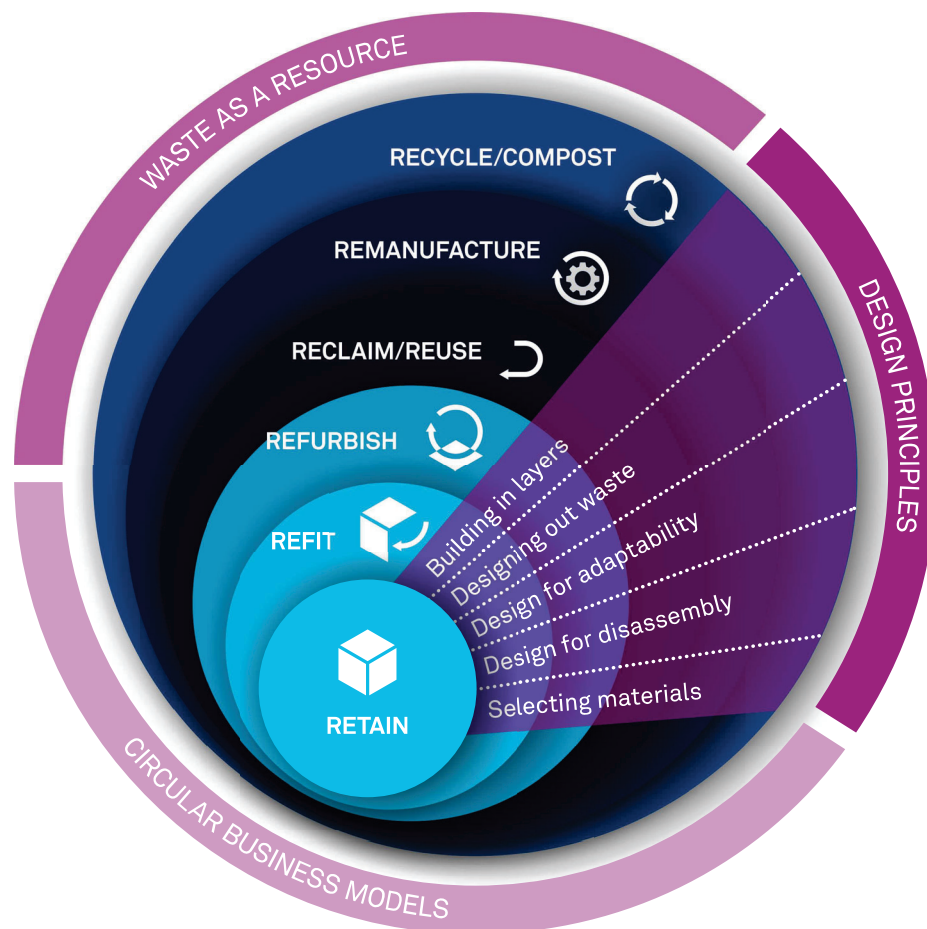 WASTE AS A RESOURCE
DESIGN PRINCIPLES
CIRCULAR BUSINESS MODELS
RECYCLE/COMPOST
REMANUFACTURE
RECLAIM/REUSE
REFURBISH
REFIT
RETAIN
Building in layers
Designing out waste
Design for adaptability
Design for disassembly
Selecting materials